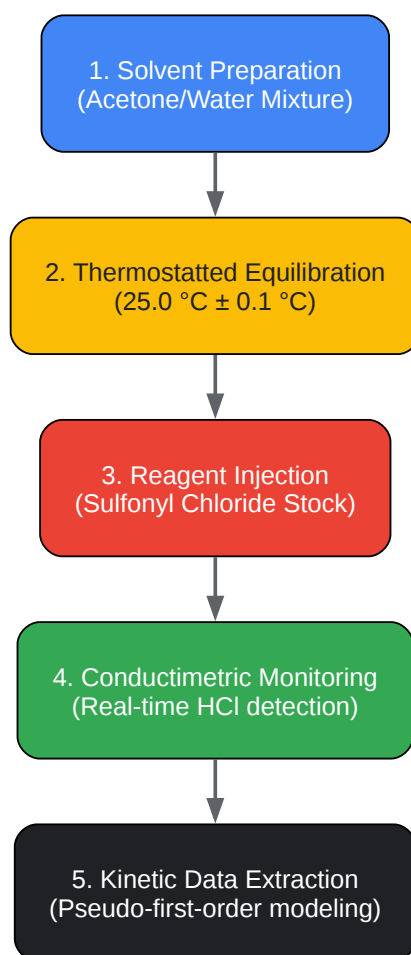 1. Solvent Preparation
(Acetone/Water Mixture)
2. Thermostatted Equilibration
(25.0 °C ± 0.1 °C)
3. Reagent Injection
(Sulfonyl Chloride Stock)
4. Conductimetric Monitoring
(Real-time HCl detection)
5. Kinetic Data Extraction
(Pseudo-first-order modeling)